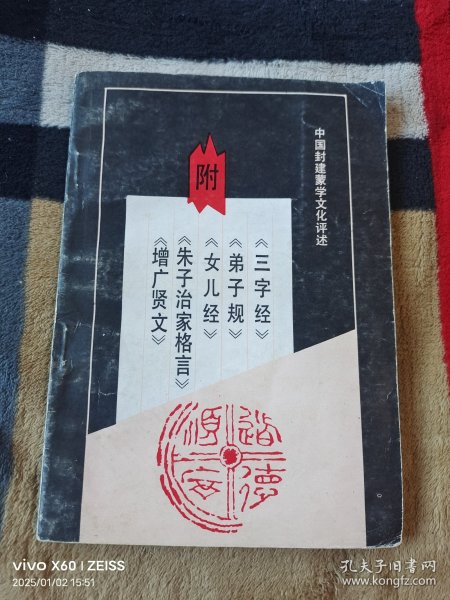 中国封建蒙学文化评述
附
《三字经》
《弟子规》
《女儿经》
《朱子治家格言》
《增广贤文》
道德
vivo X60 | ZEISS
2025/01/02 15:51
孔夫子旧书网
www.kongfz.com